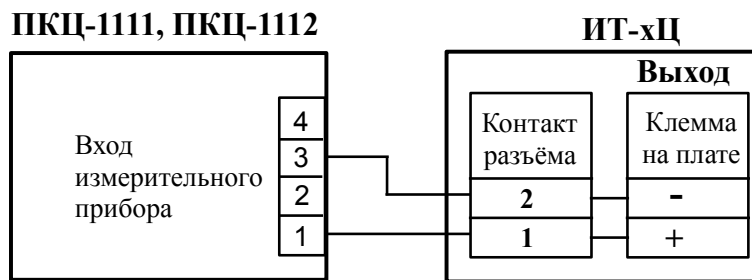 ПКЦ-1111, ПКЦ-1112
Вход
измерительного
прибора
4
3
2
1
ИТ-хЦ
Выход
Контакт
разъёма
2
1
Клемма
на плате
-
+